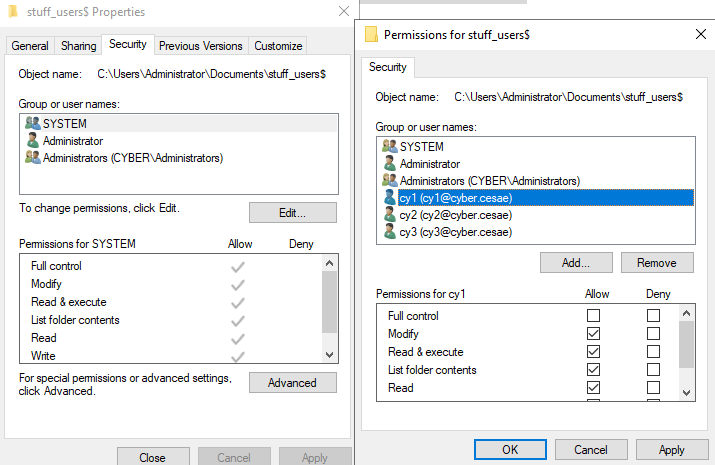 stuff_users$ Properties
General
Sharing
Security
Previous Versions
Customize
Object name: C:\Users\Administrator\Documents\stuff_users$
Group or user names:
SYSTEM
Administrator
Administrators (CYBER\Administrators)
To change permissions, click Edit.
Edit...
Permissions for SYSTEM Allow Deny
Full control
Modify
Read & execute
List folder contents
Read
Write
For special permissions or advanced settings,
click Advanced.
Advanced
Close
Cancel
Apply
Permissions for stuff_users$
Security
Object name: C:\Users\Administrator\Documents\stuff_users$
Group or user names:
SYSTEM
Administrator
Administrators (CYBER\Administrators)
cy1 (cy1@cyber.cesae)
cy2 (cy2@cyber.cesae)
cy3 (cy3@cyber.cesae)
Add...
Remove
Permissions for cy1 Allow Deny
Full control
Modify
Read & execute
List folder contents
Read
OK
Cancel
Apply